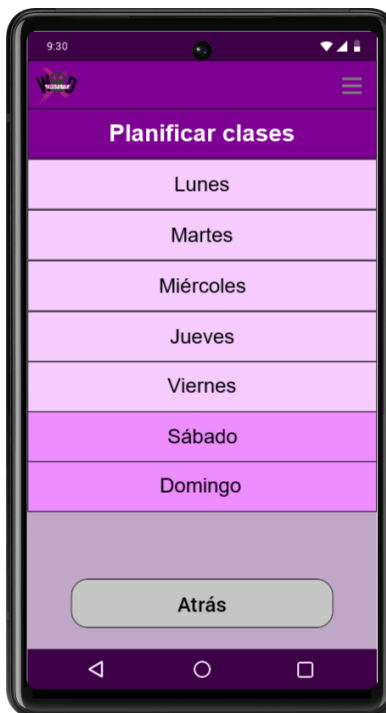 9:30
Planificar clases
Lunes
Martes
Miércoles
Jueves
Viernes
Sábado
Domingo
Atrás